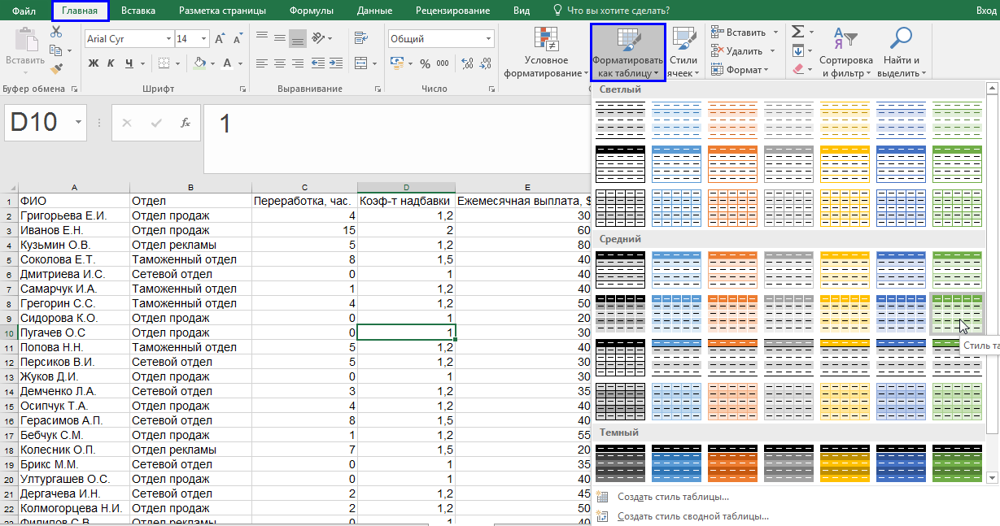 Файл Главная Вставка Разметка страницы Формулы Данные Рецензирование Вид Что вы хотите сделать? Вход
Arial Cyr 14 Общий
Вставить
Ж К Ч
% 000
Условное форматирование
Форматировать как таблицу
Стили ячеек
Вставить
Удалить
Формат
Сортировка и фильтр
Найти и выделить
Буфер обмена Шрифт Выравнивание Число
D10 fx 1
A B C D E
1 ФИО Отдел Переработка, час. Коэф-т надбавки Ежемесячная выплата, $
2 Григорьева Е.И. Отдел продаж 4 1,2 30
3 Иванов Е.Н. Отдел продаж 15 2 60
4 Кузьмин О.В. Отдел рекламы 5 1,2 80
5 Соколова Е.Т. Таможенный отдел 8 1,5 40
6 Дмитриева И.С. Сетевой отдел 0 1 40
7 Самарчук И.А. Таможенный отдел 1 1,2 40
8 Грегорин С.С. Таможенный отдел 4 1,2 50
9 Сидорова К.О. Отдел продаж 0 1 20
10 Пугачев О.С Отдел продаж 0 1 30
11 Попова Н.Н. Таможенный отдел 5 1,2 40
12 Персиков В.И. Сетевой отдел 5 1,2 30
13 Жуков Д.И. Отдел продаж 0 1 30
14 Демченко Л.А. Сетевой отдел 3 1,2 35
15 Осипчук Т.А. Отдел продаж 4 1,2 40
16 Герасимов А.П. Сетевой отдел 8 1,5 40
17 Бебчук С.М. Отдел продаж 1 1,2 55
18 Колесник О.П. Отдел рекламы 7 1,5 20
19 Брикс М.М. Сетевой отдел 0 1 35
20 Ултургашев О.С. Отдел продаж 0 1 40
21 Дергачева И.Н. Сетевой отдел 2 1,2 45
22 Колмогорцева Н.И. Отдел продаж 2 1,2 50
23 Филипов С.В. Отдел рекламы 0 1 40
Светлый
Средний
Стиль та
Темный
Создать стиль таблицы...
Создать стиль сводной таблицы...